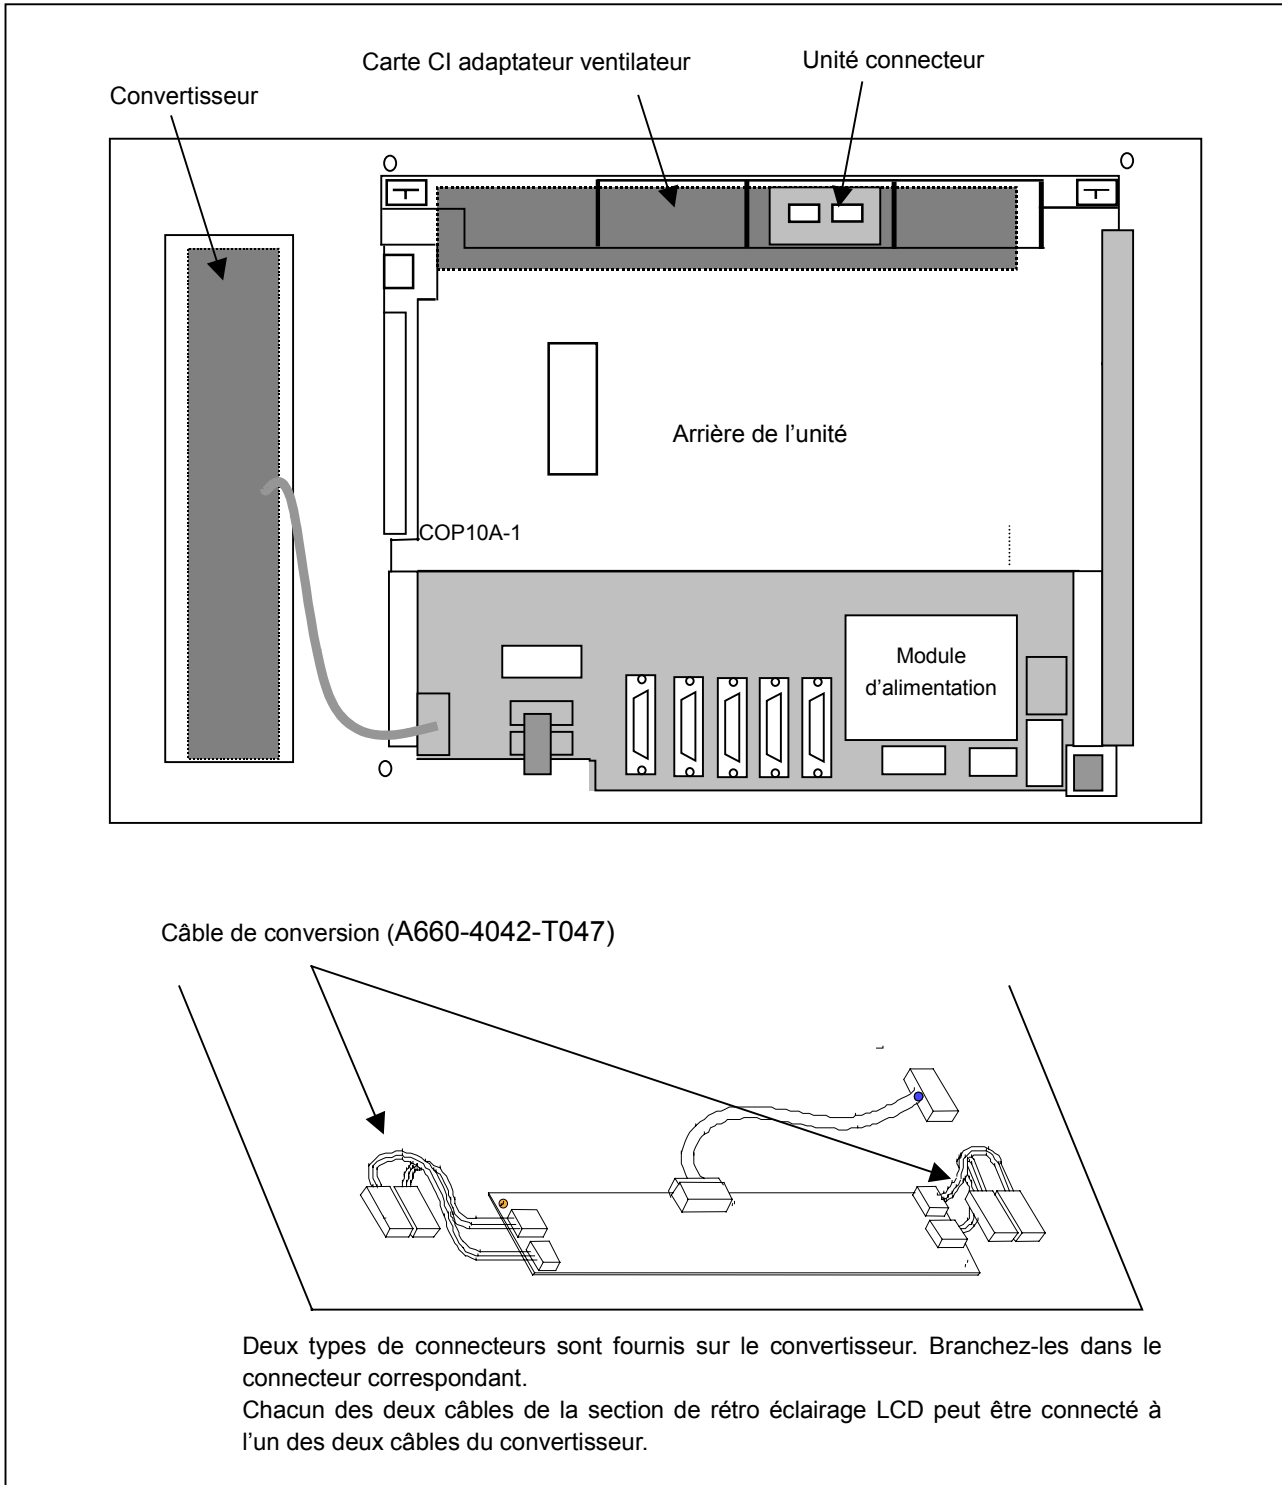 Carte CI adaptateur ventilateur
Unité connecteur
Convertisseur
Arrière de l’unité
COP10A-1
Module
d’alimentation
Câble de conversion (A660-4042-T047)
Deux types de connecteurs sont fournis sur le convertisseur. Branchez-les dans le
connecteur correspondant.
Chacun des deux câbles de la section de rétro éclairage LCD peut être connecté à
l’un des deux câbles du convertisseur.